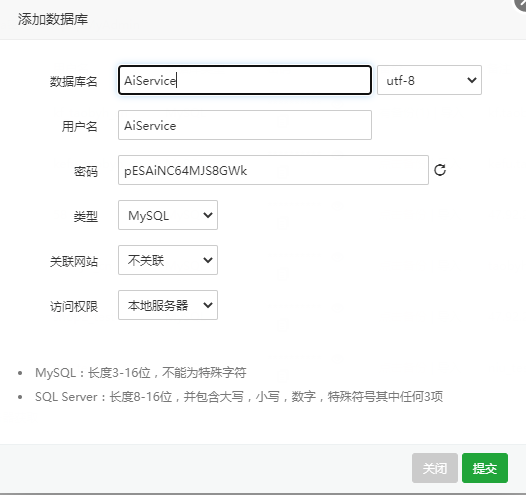 添加数据库
数据库名 AiService utf-8
用户名 AiService
密码 pESAiNC64MJS8GWk
类型 MySQL
关联网站 不关联
访问权限 本地服务器
MySQL：长度3-16位，不能为特殊字符
SQL Server：长度8-16位，并包含大写，小写，数字，特殊符号其中任何3项
关闭 提交